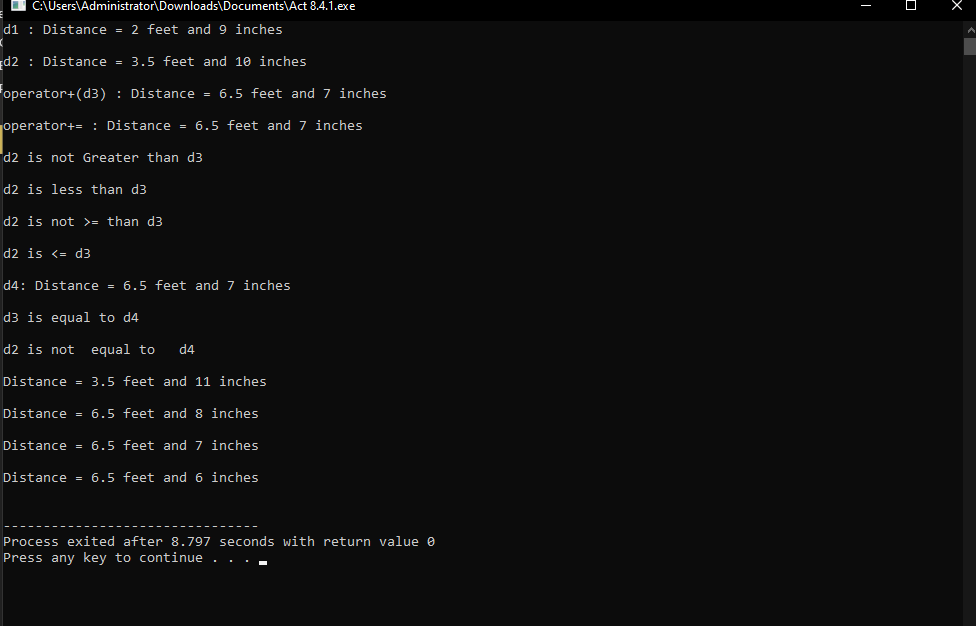 C:\Users\Administrator\Downloads\Documents\Act 8.4.1.exe
d1 : Distance = 2 feet and 9 inches
d2 : Distance = 3.5 feet and 10 inches
operator+(d3) : Distance = 6.5 feet and 7 inches
operator+= : Distance = 6.5 feet and 7 inches
d2 is not Greater than d3
d2 is less than d3
d2 is not >= than d3
d2 is <= d3
d4: Distance = 6.5 feet and 7 inches
d3 is equal to d4
d2 is not  equal to   d4
Distance = 3.5 feet and 11 inches
Distance = 6.5 feet and 8 inches
Distance = 6.5 feet and 7 inches
Distance = 6.5 feet and 6 inches
--------------------------------
Process exited after 8.797 seconds with return value 0
Press any key to continue . . .